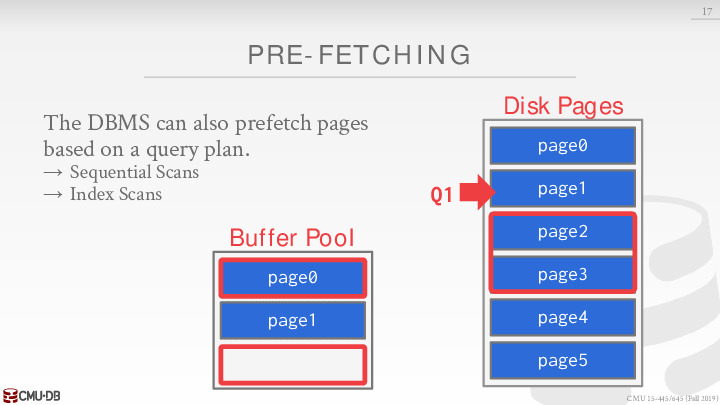 17
PRE-FETCHING
The DBMS can also prefetch pages
based on a query plan.
→ Sequential Scans
→ Index Scans
Buffer Pool
page0
page1
Disk Pages
page0
Q1
page1
page2
page3
page4
page5
CMU·DB
CMU 15-445/645 (Fall 2019)